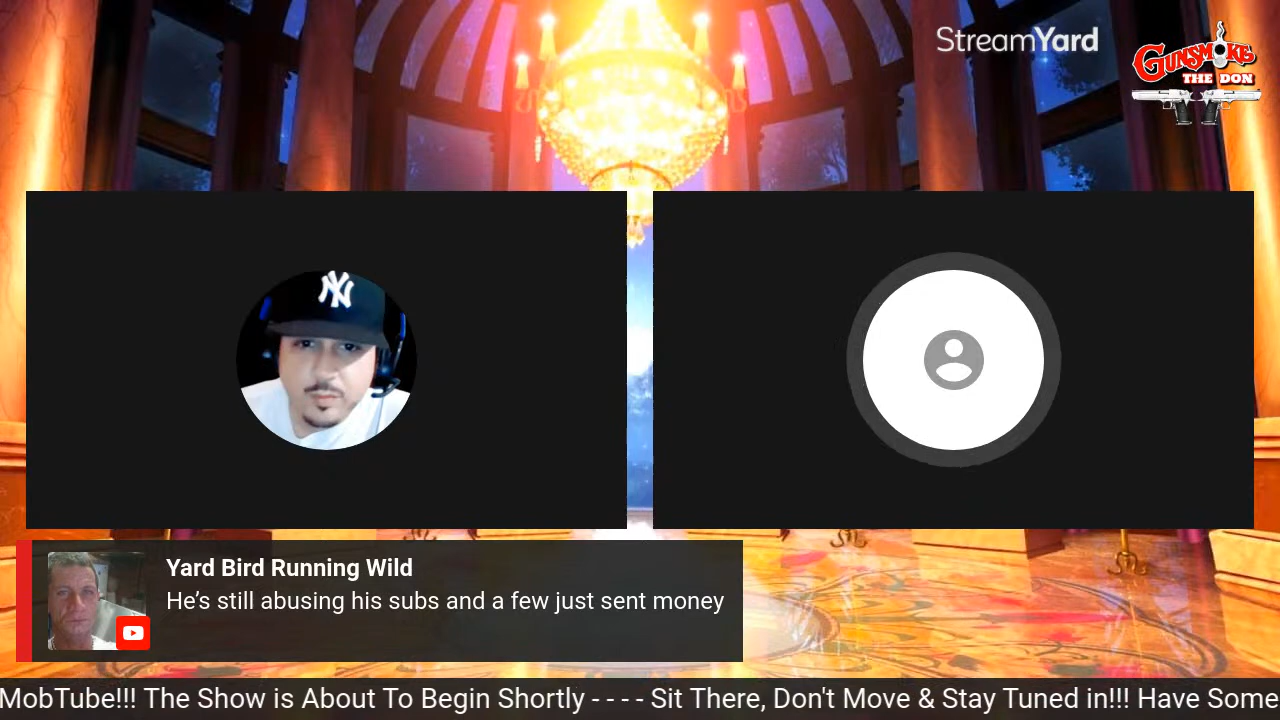 StreamYard
GUNSMOKE
THE DON
NY
Yard Bird Running Wild
He’s still abusing his subs and a few just sent money
MobTube!!! The Show is About To Begin Shortly - - - - Sit There, Don't Move & Stay Tuned in!!! Have Some